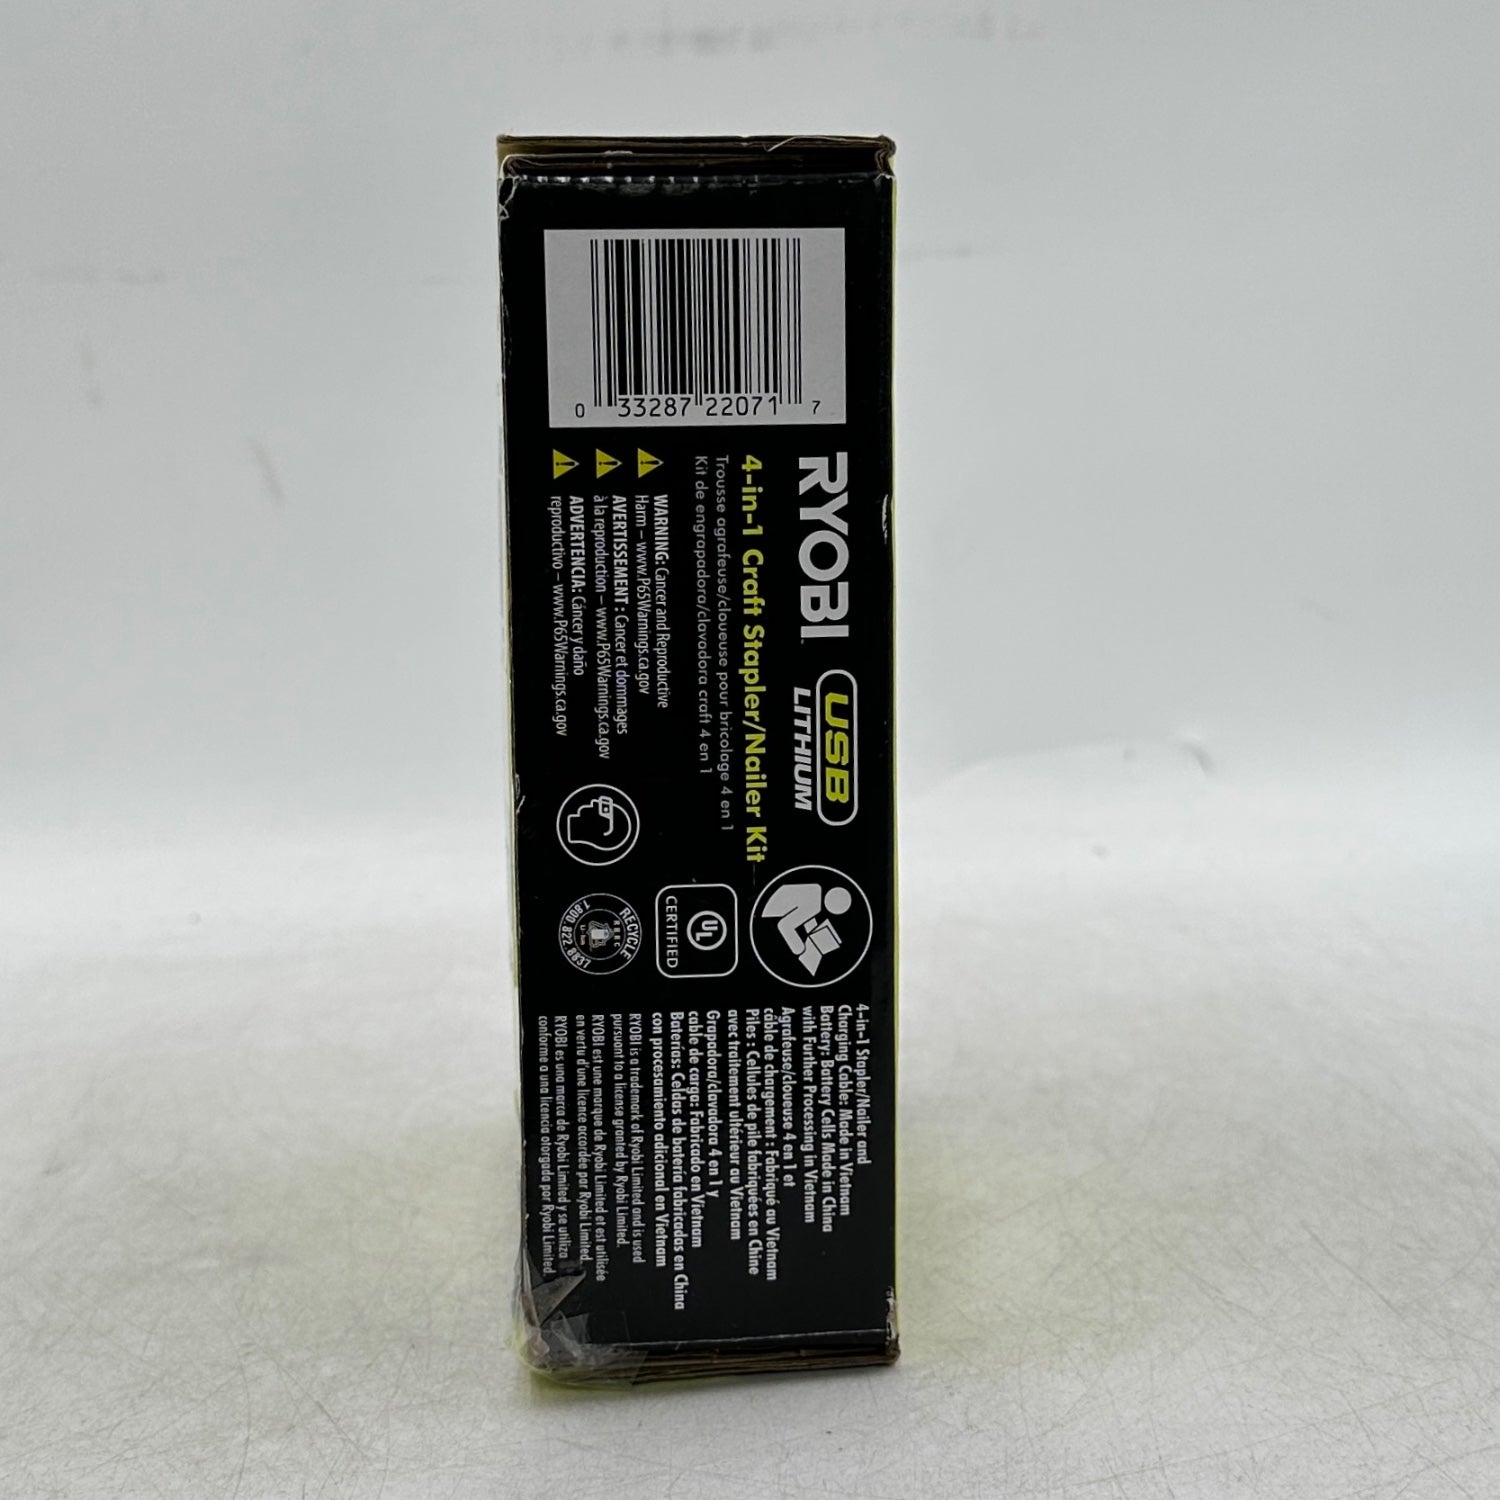 0 33287 22071 7
RYOBI
USB
LITHIUM
4-in-1 Craft Stapler/Nailer Kit
Trousse agrafeuse/cloueuse pour bricolage 4 en 1
Kit de engrapadora/clavadora craft 4 en 1
WARNING: Cancer and Reproductive
Harm – www.P65Warnings.ca.gov
AVERTISSEMENT : Cancer et dommages
à la reproduction – www.P65Warnings.ca.gov
ADVERTENCIA: Cáncer y daño
reproductivo – www.P65Warnings.ca.gov
UL
CERTIFIED
RECYCLE
RBRC
Li-Ion
1.800.822.8837
4-in-1 Stapler/Nailer and
Charging Cable: Made in Vietnam
Battery: Battery Cells Made in China
with Further Processing in Vietnam
Agrafeuse/cloueuse 4 en 1 et
câble de chargement : Fabriqué au Vietnam
Piles : Cellules de pile fabriquées en Chine
avec traitement ultérieur au Vietnam
Grapadora/clavadora 4 en 1 y
cable de carga: Fabricado en Vietnam
Baterías: Celdas de batería fabricadas en China
con procesamiento adicional en Vietnam
RYOBI is a trademark of Ryobi Limited and is used
pursuant to a license granted by Ryobi Limited.
RYOBI est une marque de Ryobi Limited et est utilisée
en vertu d'une licence accordée par Ryobi Limited.
RYOBI es una marca de Ryobi Limited y se utiliza
conforme a una licencia otorgada por Ryobi Limited.